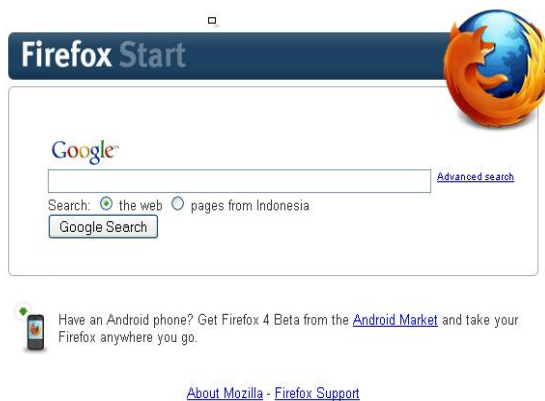 Firefox Start
Google™
Advanced search
Search: the web pages from Indonesia
Google Search
Have an Android phone? Get Firefox 4 Beta from the Android Market and take your
Firefox anywhere you go.
About Mozilla - Firefox Support